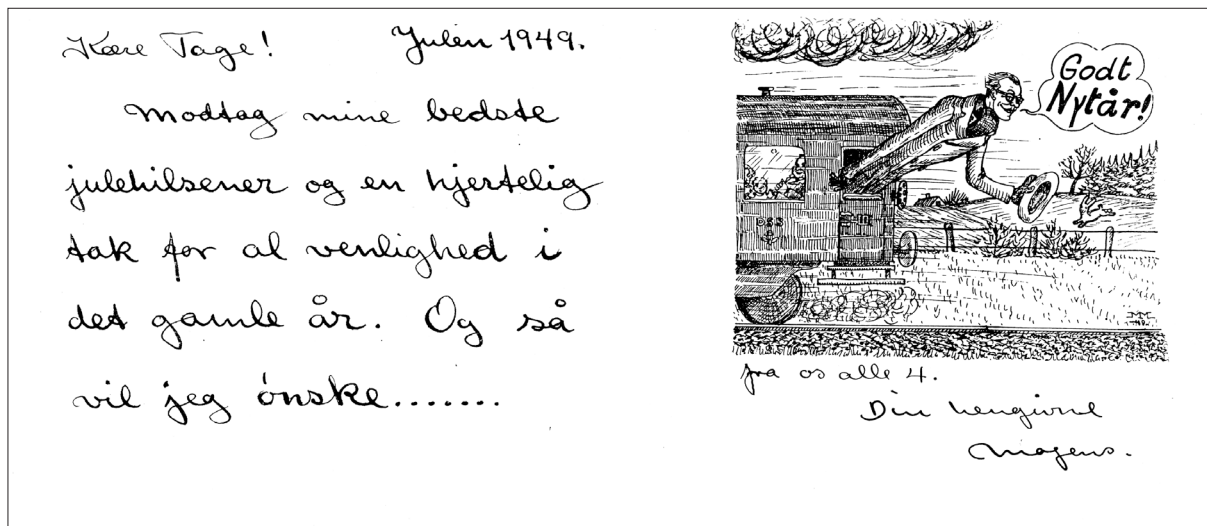 Kære Tage! Julen 1949.
Modtag mine bedste
julehilsener og en hjertelig
tak for al venlighed i
det gamle år. Og så
vil jeg ønske.......
Godt
Nytår!
DSB
fra os alle 4.
Din hengivne
Mogens.